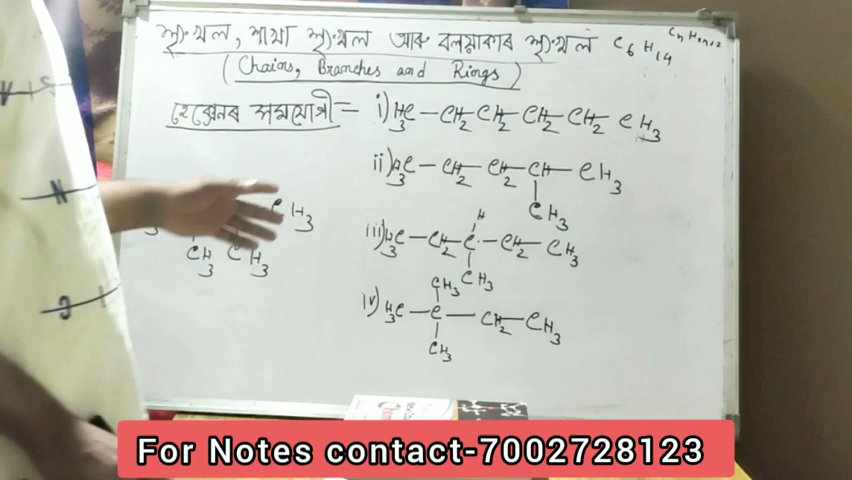 শৃংখল, শাখা শৃংখল আৰু বলয়াকাৰ শৃংখল C6H14 CnH2n+2
(Chains, Branches and Rings)
হেক্সেনৰ সমযোগী = i) H3C — CH2 CH2 — CH2 — CH2 CH3
ii) H3C — CH2 — CH2 — CH — CH3
CH3
CH3
H
iii) H3C — CH2 — C — CH2 — CH3
CH3
CH3 CH3
CH3
iv) H3C — C — CH2 — CH3
CH3
For Notes contact-7002728123